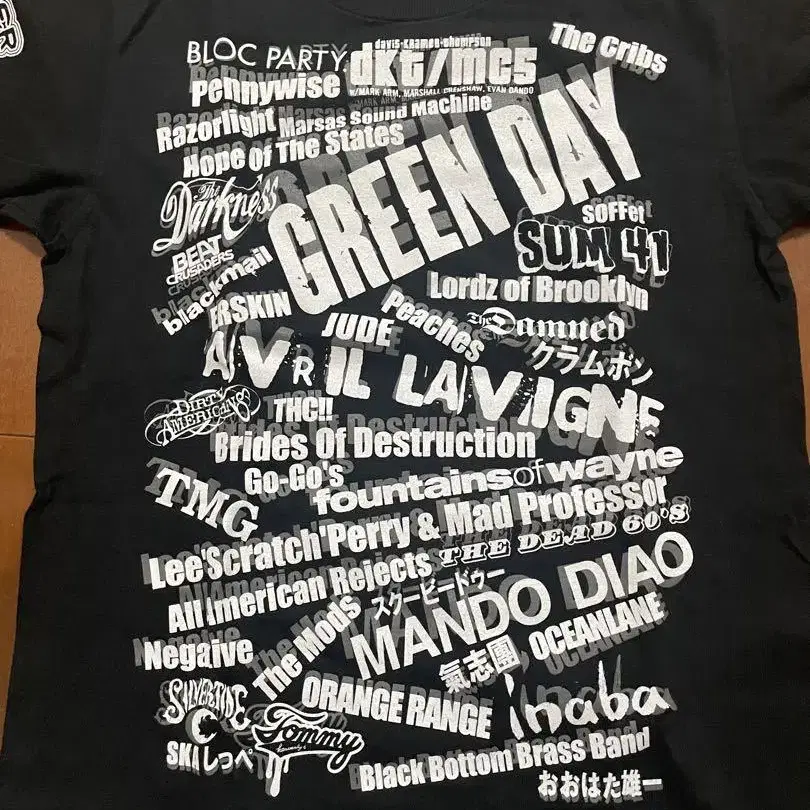 BLOC PARTY
davis-kramer-thompson
dkt/mc5
w/MARK ARM, MARSHALL CRENSHAW, EVAN DANDO
The Cribs
Pennywise
Razorlight
Marsas Sound Machine
Hope of The States
GREEN DAY
The Darkness
BEAT CRUSADERS
SOFFet
SUM 41
blackmail
ERSKIN
Lordz of Brooklyn
JUDE
Peaches
The Damned
クラムボン
AVRIL LAVIGNE
DIRTY AMERICANS
THC!!
Brides Of Destruction
Go-Go's
fountains of wayne
TMG
Lee'Scratch'Perry & Mad Professor
THE DEAD 60'S
All American Rejects
スクービードゥー
MANDO DIAO
Negaive
The Mods
氣志團
OCEANLANE
SILVERTIDE
ORANGE RANGE
inaba
Tommy heavenly6
SKAしっぺ
Black Bottom Brass Band
おおはた雄一